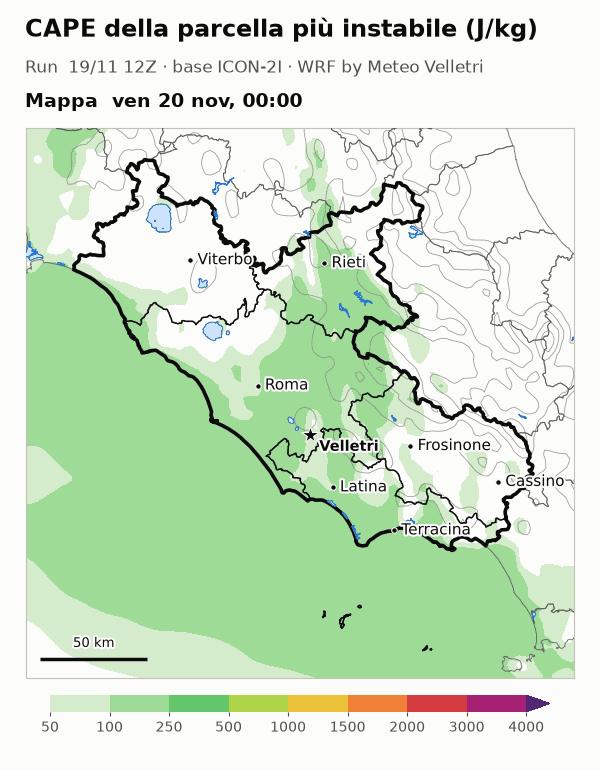 CAPE della parcella più instabile (J/kg)
Run  19/11 12Z · base ICON-2I · WRF by Meteo Velletri
Mappa  ven 20 nov, 00:00
Viterbo
Rieti
Roma
Velletri
Frosinone
Latina
Cassino
Terracina
50 km
50 100 250 500 1000 1500 2000 3000 4000